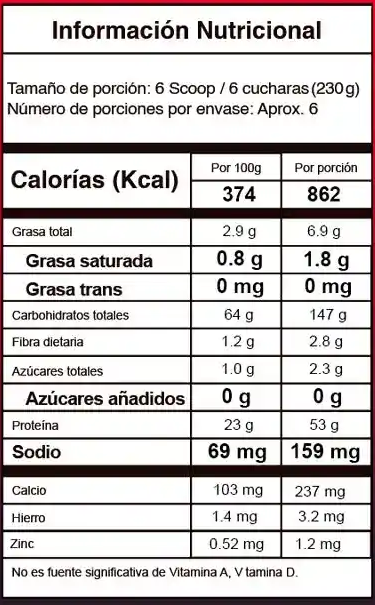 Información Nutricional
Tamaño de porción: 6 Scoop / 6 cucharas (230g)
Número de porciones por envase: Aprox. 6
Calorías (Kcal) Por 100g Por porción
374 862
Grasa total 2.9 g 6.9 g
Grasa saturada 0.8 g 1.8 g
Grasa trans 0 mg 0 mg
Carbohidratos totales 64 g 147 g
Fibra dietaria 1.2 g 2.8 g
Azúcares totales 1.0 g 2.3 g
Azúcares añadidos 0 g 0 g
Proteína 23 g 53 g
Sodio 69 mg 159 mg
Calcio 103 mg 237 mg
Hierro 1.4 mg 3.2 mg
Zinc 0.52 mg 1.2 mg
No es fuente significativa de Vitamina A, V tamina D.